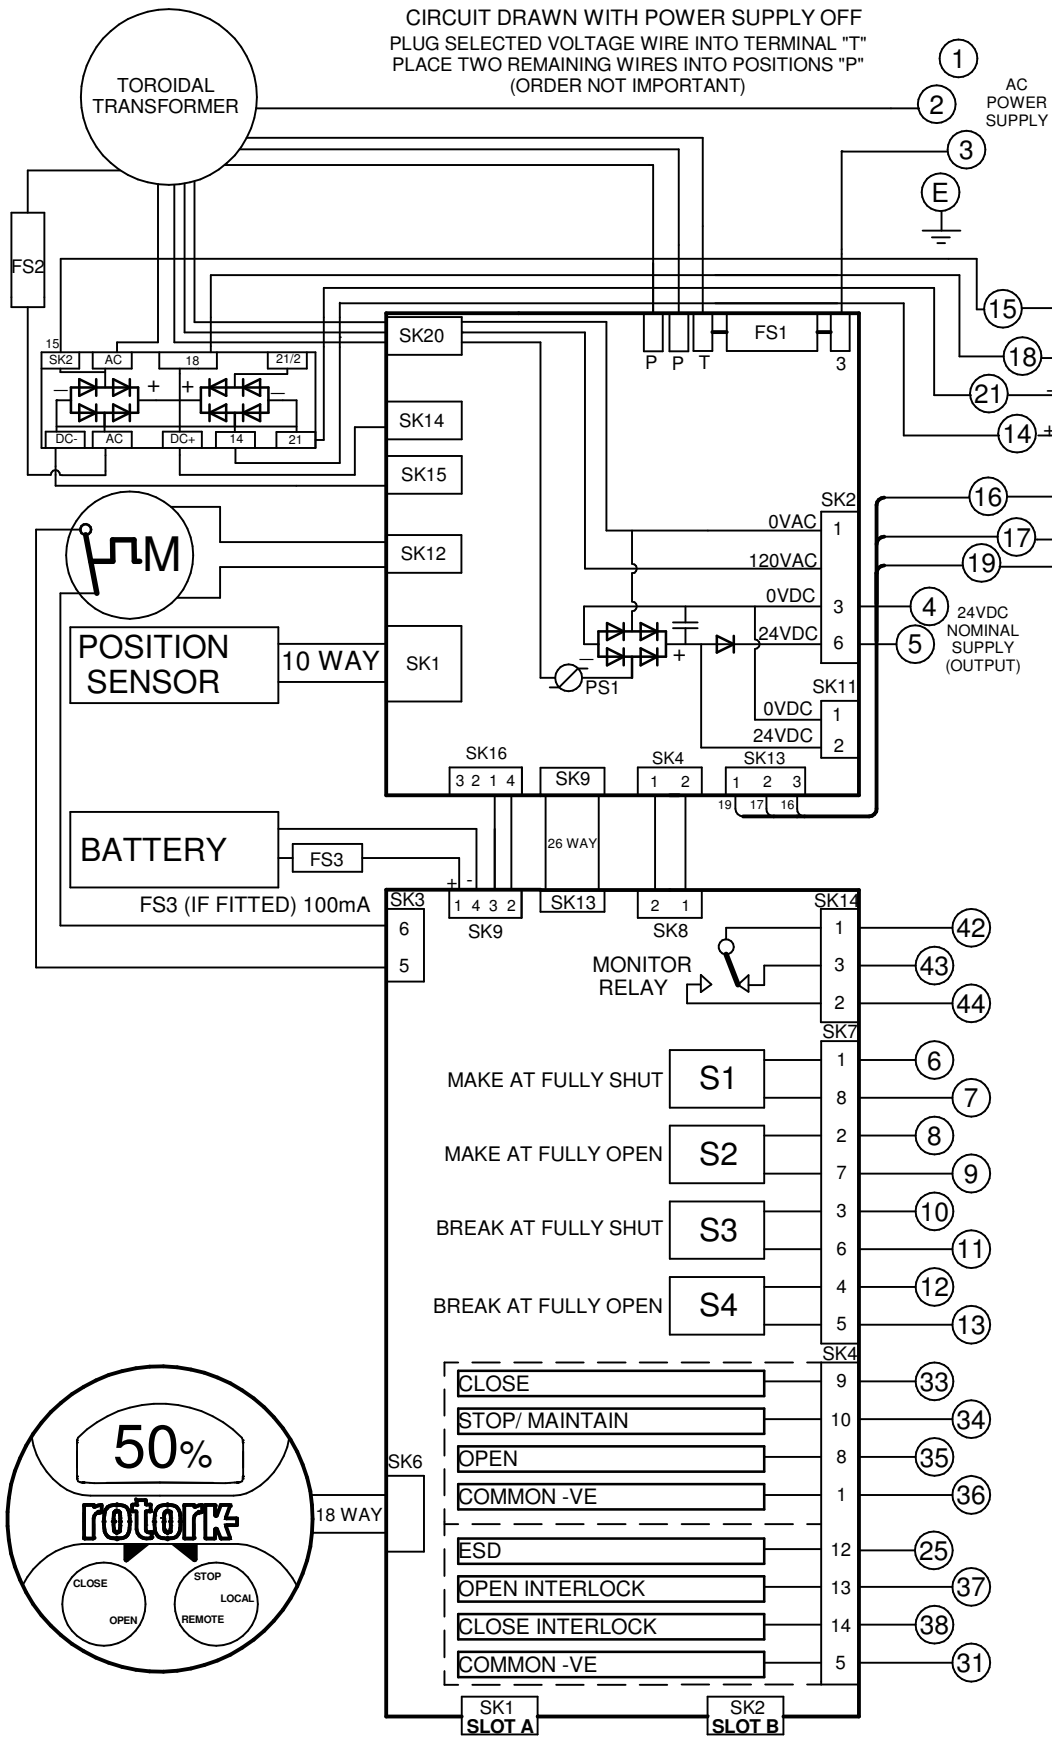 CIRCUIT DRAWN WITH POWER SUPPLY OFF
PLUG SELECTED VOLTAGE WIRE INTO TERMINAL "T"
PLACE TWO REMAINING WIRES INTO POSITIONS "P"
(ORDER NOT IMPORTANT)
TOROIDAL
TRANSFORMER
1
2
3
E
AC
POWER
SUPPLY
FS2
15
SK2
AC
18
21/2
−
+
+
−
DC-
AC
DC+
14
21
SK20
SK14
SK15
SK12
SK1
P
P
T
FS1
3
15
18
21
-
14
+
16
17
19
M
POSITION
SENSOR
10 WAY
SK2
0VAC
1
120VAC
0VDC
3
24VDC
6
4
5
24VDC
NOMINAL
SUPPLY
(OUTPUT)
−
+
PS1
SK11
0VDC
1
24VDC
2
SK16
3 2 1 4
SK9
SK4
1 2
SK13
1 2 3
19 17 16
26 WAY
BATTERY
FS3
FS3 (IF FITTED) 100mA
+ -
SK3
6
5
1 4 3 2
SK9
SK13
2 1
SK8
SK14
1
3
2
MONITOR
RELAY
42
43
44
SK7
MAKE AT FULLY SHUT
S1
1
8
6
7
MAKE AT FULLY OPEN
S2
2
7
8
9
BREAK AT FULLY SHUT
S3
3
6
10
11
BREAK AT FULLY OPEN
S4
4
5
12
13
SK4
CLOSE
9
33
STOP/ MAINTAIN
10
34
OPEN
8
35
COMMON -VE
1
36
ESD
12
25
OPEN INTERLOCK
13
37
CLOSE INTERLOCK
14
38
COMMON -VE
5
31
50%
rotork
CLOSE
OPEN
STOP
LOCAL
REMOTE
18 WAY
SK6
SK1
SLOT A
SK2
SLOT B